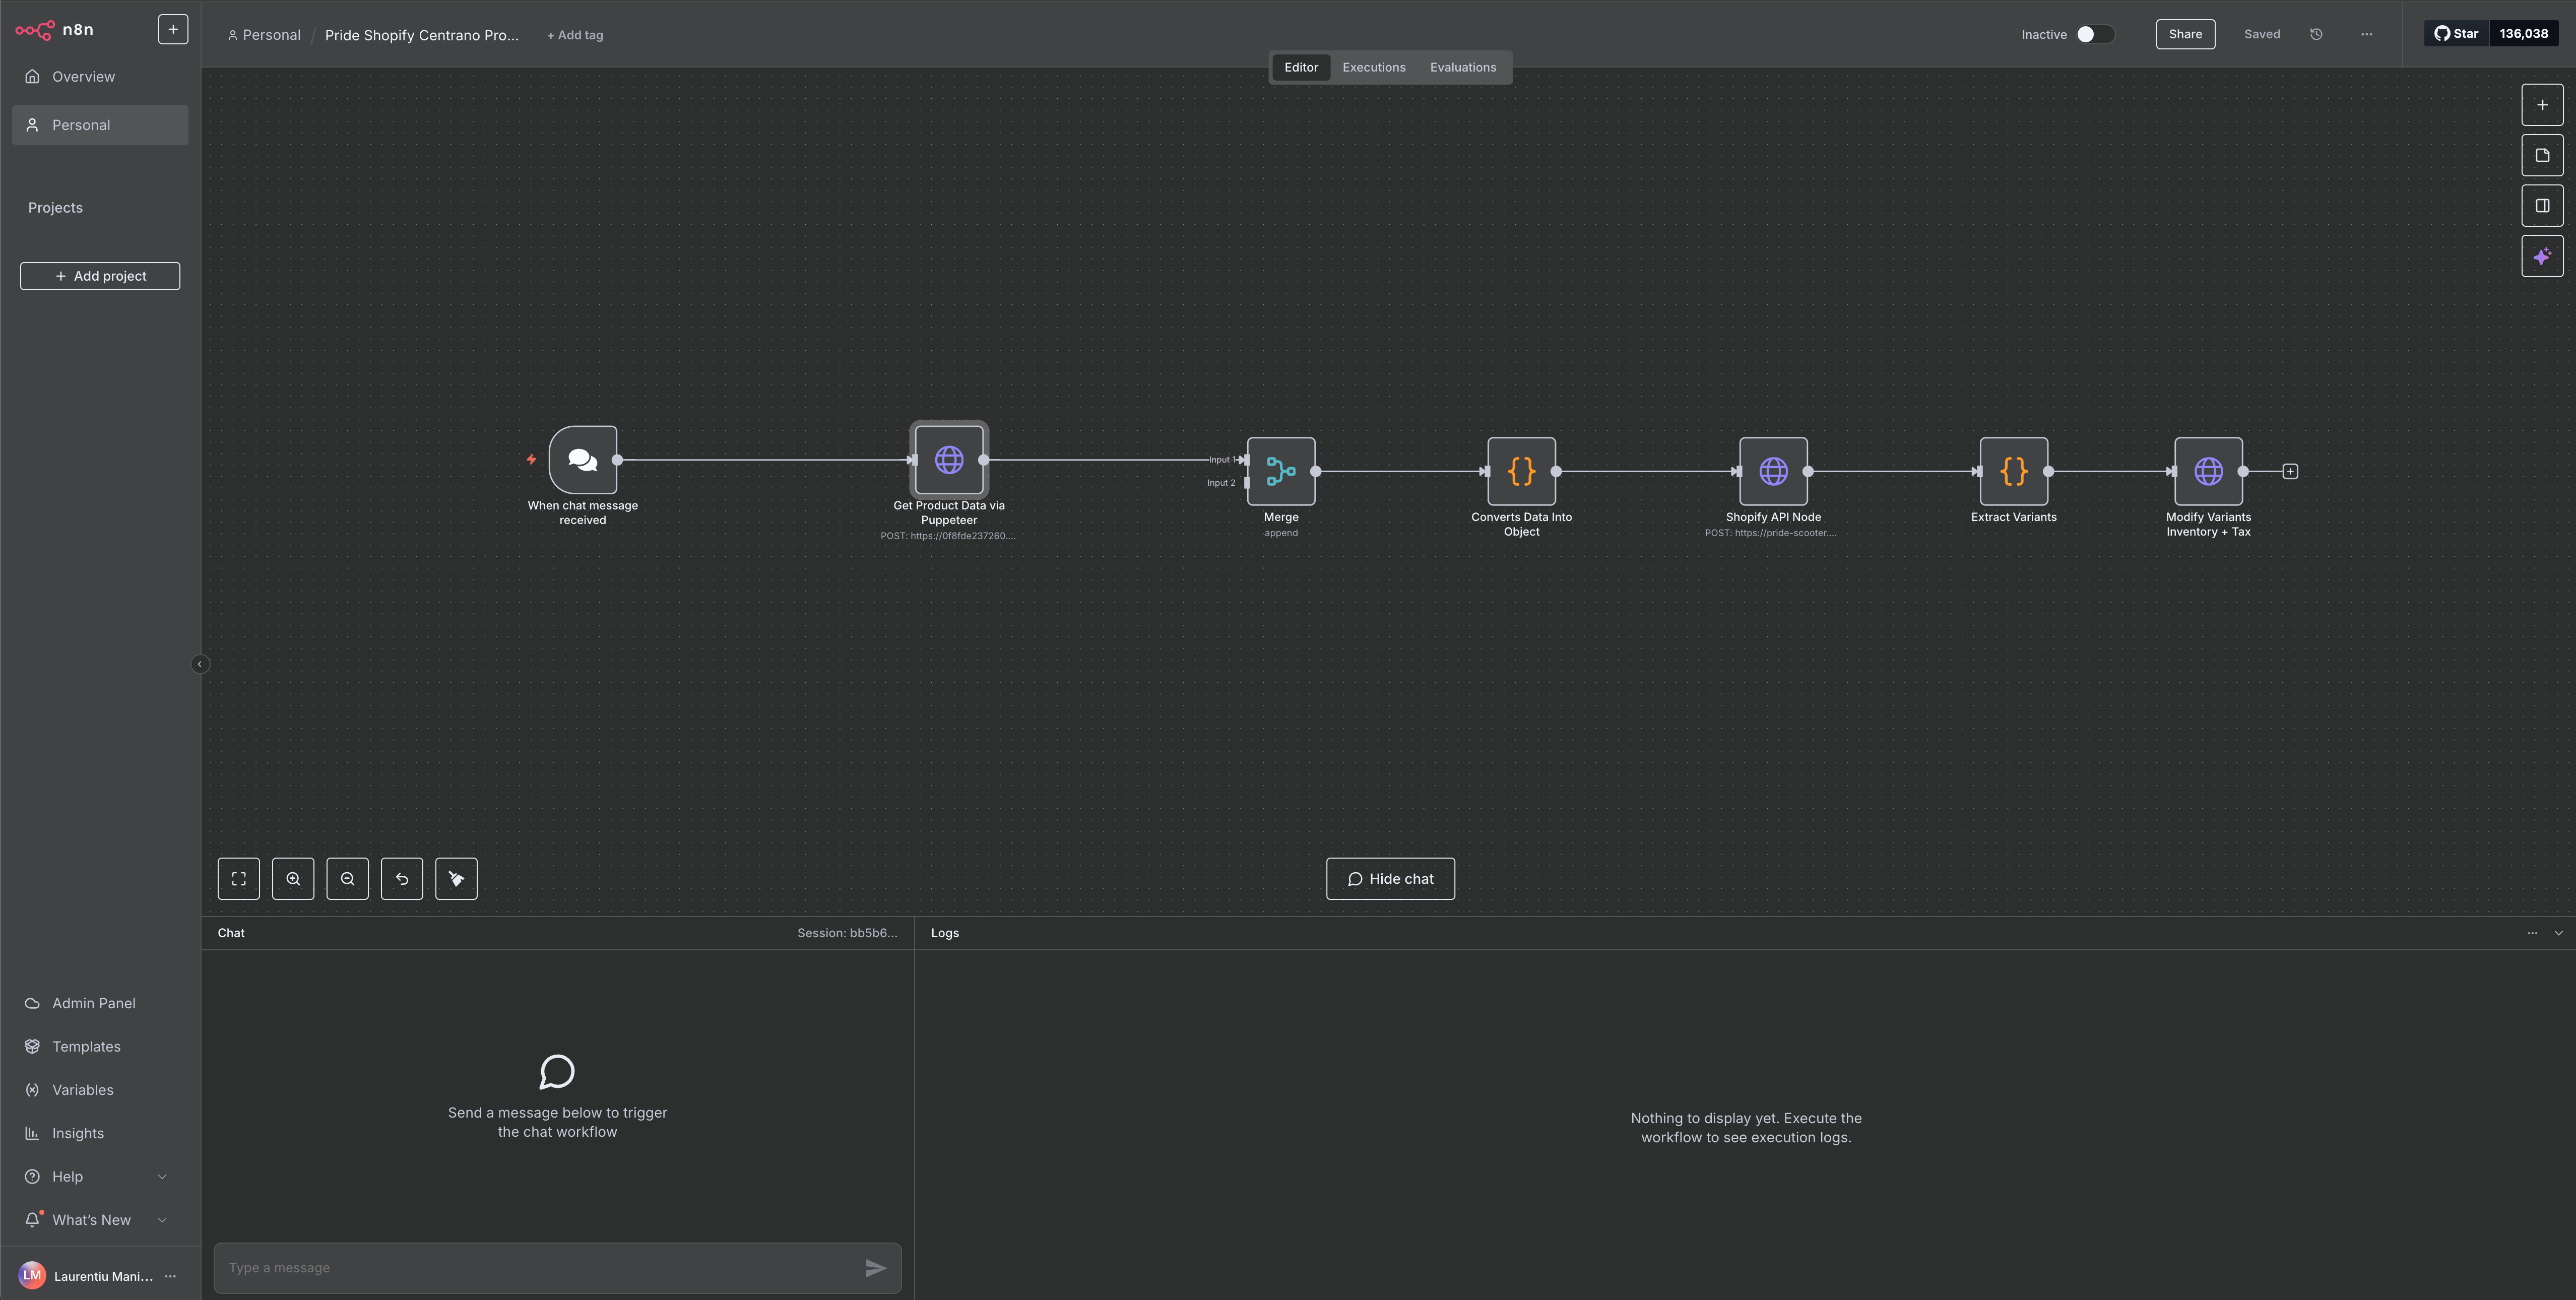 n8n
Personal / Pride Shopify Centrano Pro... + Add tag
Inactive
Share
Saved
Star 136,038
Editor Executions Evaluations
Overview
Personal
Projects
Add project
When chat message
received
Get Product Data via
Puppeteer
POST: https://0f8fde237260....
Input 1
Input 2
Merge
append
Converts Data Into
Object
Shopify API Node
POST: https://pride-scooter....
Extract Variants
Modify Variants
Inventory + Tax
Hide chat
Chat
Session: bb5b6...
Logs
Send a message below to trigger
the chat workflow
Nothing to display yet. Execute the
workflow to see execution logs.
Type a message
Admin Panel
Templates
Variables
Insights
Help
What's New
LM Laurentiu Mani...